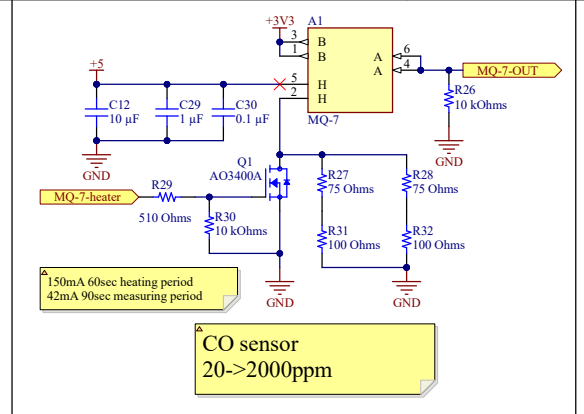 +3V3
A1
3
B
A
6
1
B
A
4
MQ-7-OUT
+5
5
H
2
H
MQ-7
R26
10 kOhms
C12
10 µF
C29
1 µF
C30
0.1 µF
GND
GND
Q1
AO3400A
R27
75 Ohms
R28
75 Ohms
MQ-7-heater
R29
510 Ohms
R30
10 kOhms
R31
100 Ohms
R32
100 Ohms
150mA 60sec heating period
42mA 90sec measuring period
GND
GND
CO sensor
20->2000ppm